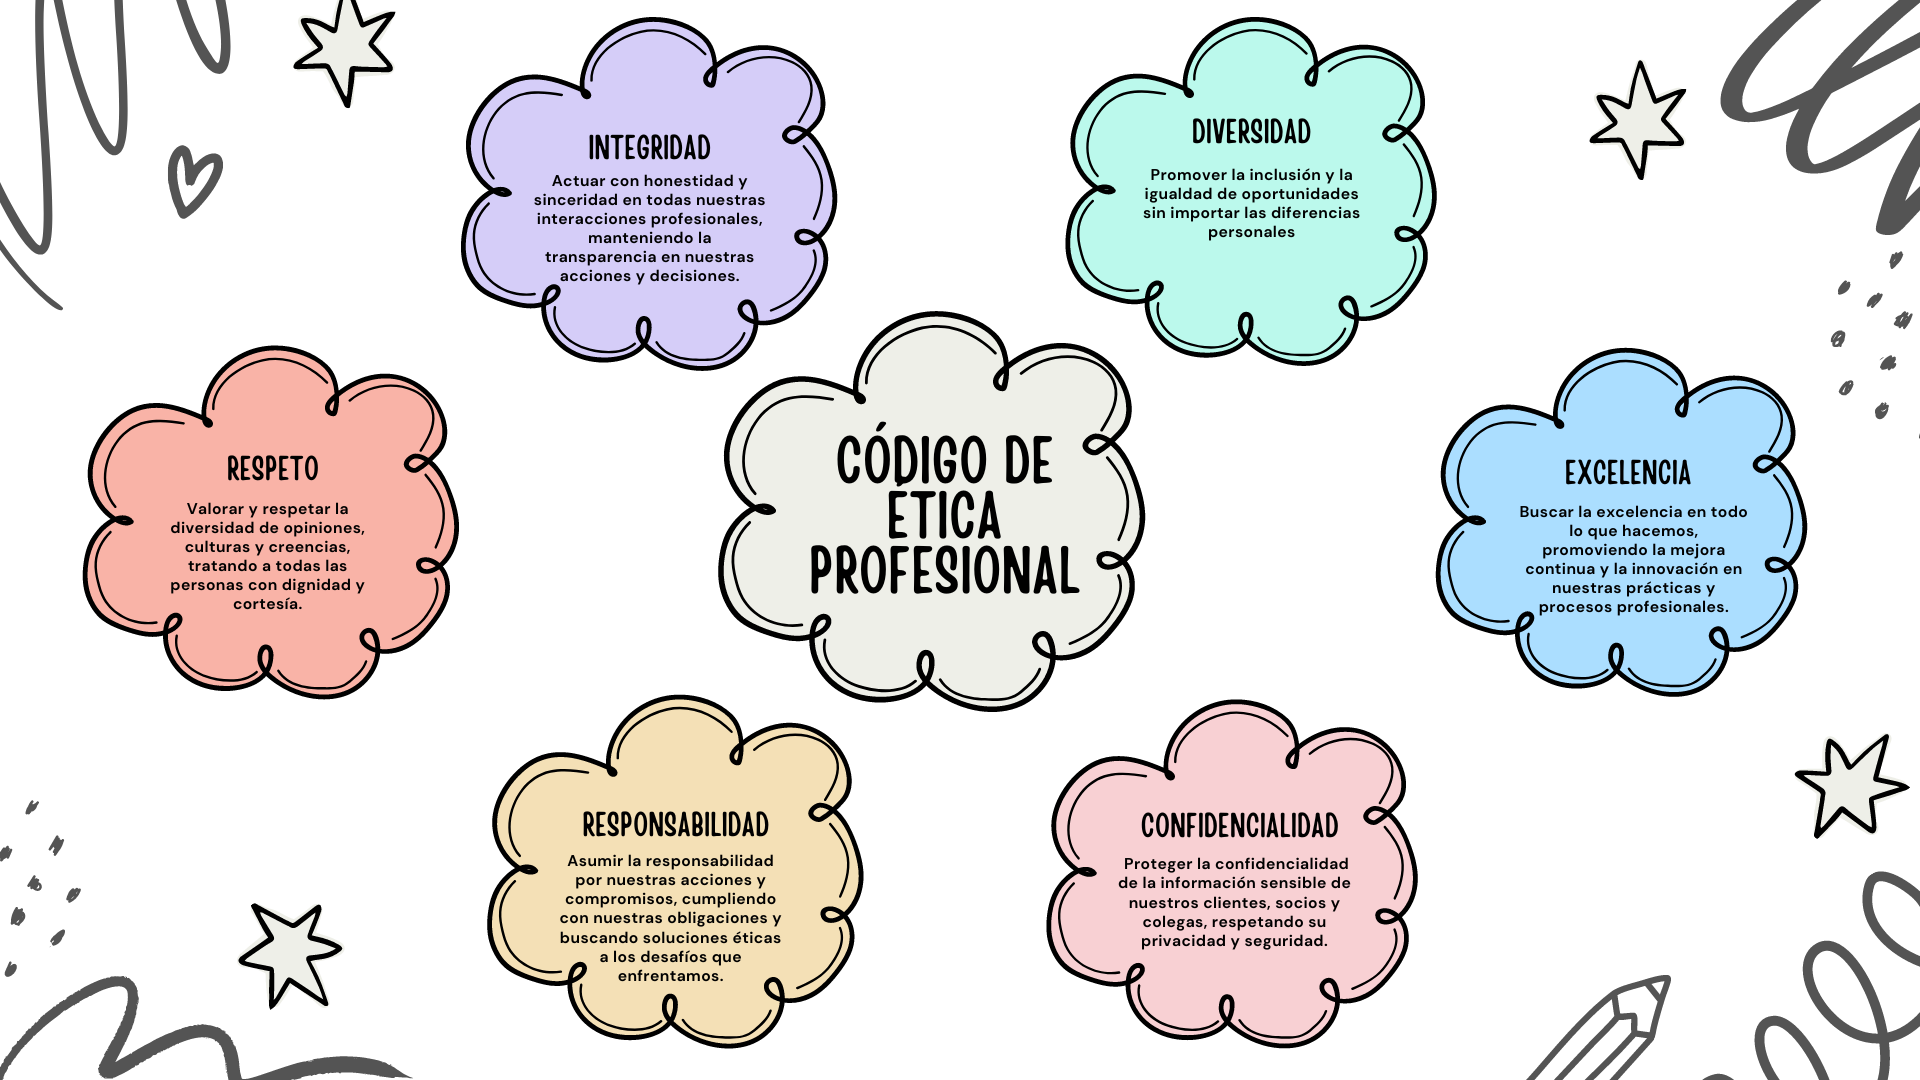 INTEGRIDAD
Actuar con honestidad y
sinceridad en todas nuestras
interacciones profesionales,
manteniendo la
transparencia en nuestras
acciones y decisiones.
DIVERSIDAD
Promover la inclusión y la
igualdad de oportunidades
sin importar las diferencias
personales
RESPETO
Valorar y respetar la
diversidad de opiniones,
culturas y creencias,
tratando a todas las
personas con dignidad y
cortesía.
CÓDIGO DE
ÉTICA
PROFESIONAL
EXCELENCIA
Buscar la excelencia en todo
lo que hacemos,
promoviendo la mejora
continua y la innovación en
nuestras prácticas y
procesos profesionales.
RESPONSABILIDAD
Asumir la responsabilidad
por nuestras acciones y
compromisos, cumpliendo
con nuestras obligaciones y
buscando soluciones éticas
a los desafíos que
enfrentamos.
CONFIDENCIALIDAD
Proteger la confidencialidad
de la información sensible de
nuestros clientes, socios y
colegas, respetando su
privacidad y seguridad.